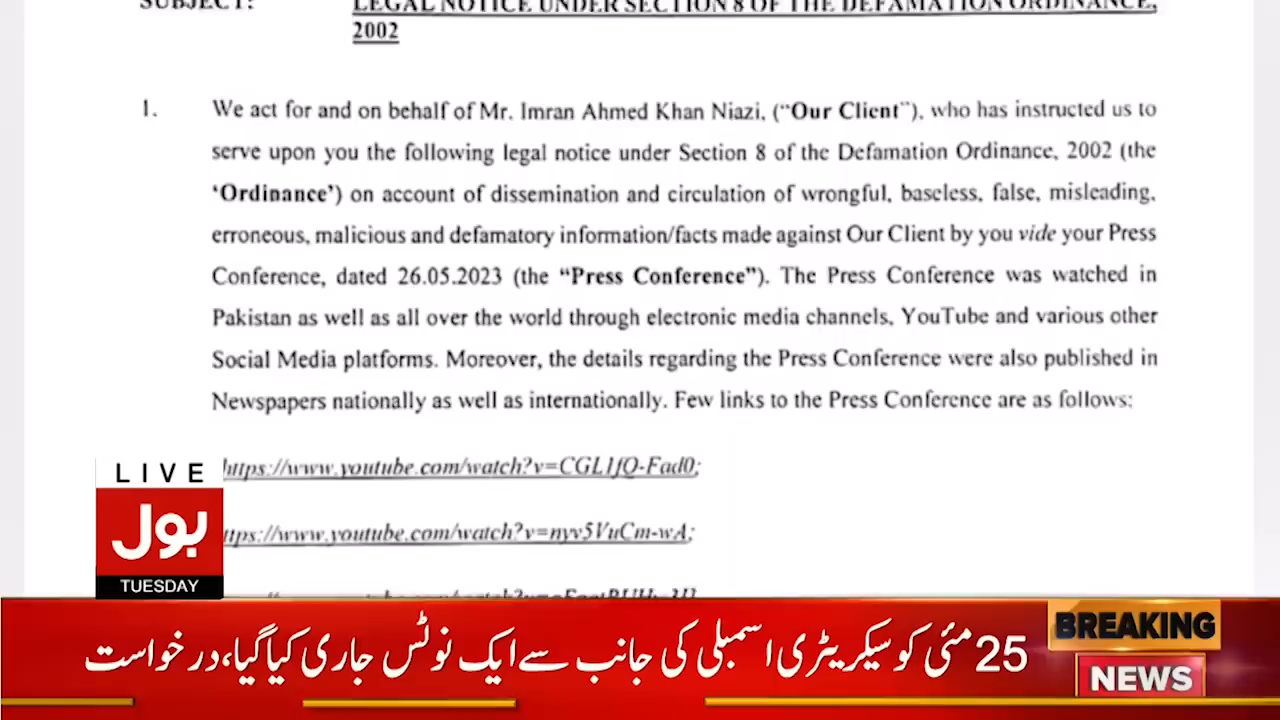 SUBJECT:
LEGAL NOTICE UNDER SECTION 8 OF THE DEFAMATION ORDINANCE,
2002
1. We act for and on behalf of Mr. Imran Ahmed Khan Niazi, (“Our Client”), who has instructed us to
serve upon you the following legal notice under Section 8 of the Defamation Ordinance, 2002 (the
‘Ordinance’) on account of dissemination and circulation of wrongful, baseless, false, misleading,
erroneous, malicious and defamatory information/facts made against Our Client by you vide your Press
Conference, dated 26.05.2023 (the “Press Conference”). The Press Conference was watched in
Pakistan as well as all over the world through electronic media channels, YouTube and various other
Social Media platforms. Moreover, the details regarding the Press Conference were also published in
Newspapers nationally as well as internationally. Few links to the Press Conference are as follows:
https://www.youtube.com/watch?v=CGL1fQ-Fad0;
ttps://www.youtube.com/watch?v=nyv5VuCm-wA;
LIVE
بول
TUESDAY
25 مئی کو سیکریٹری اسمبلی کی جانب سے ایک نوٹس جاری کیا گیا، درخواست
BREAKING
NEWS